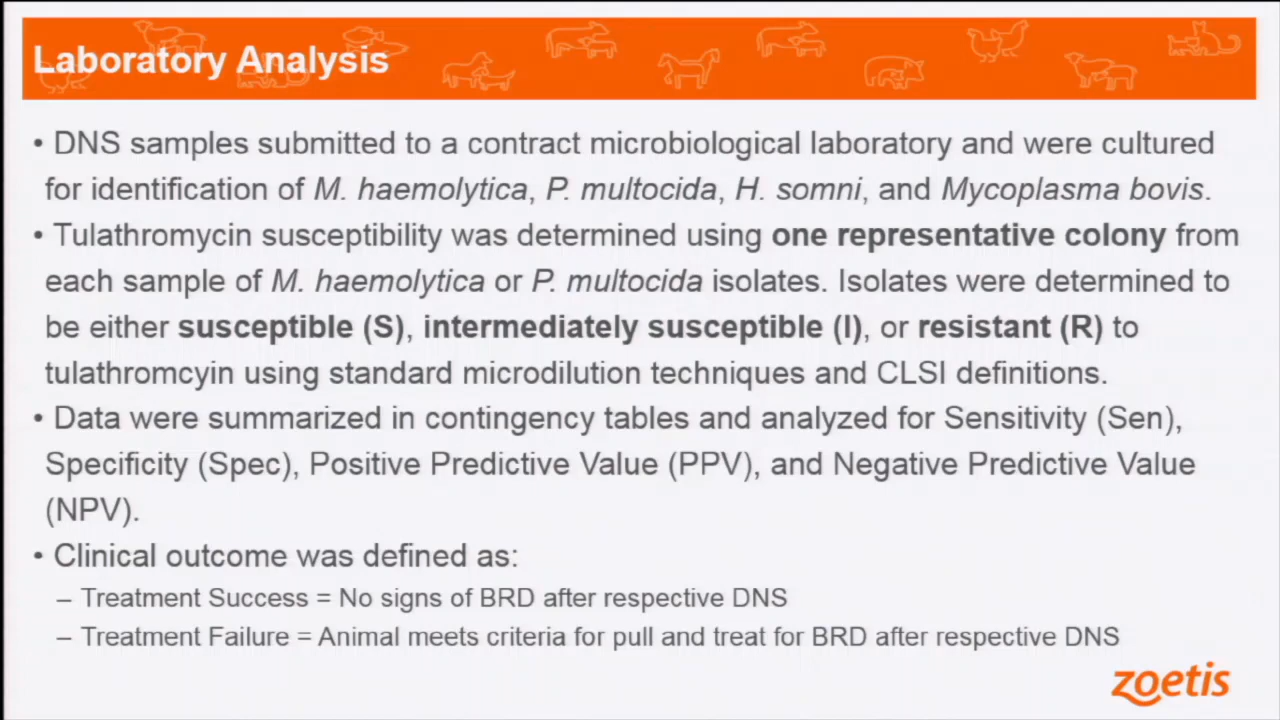 Laboratory Analysis
• DNS samples submitted to a contract microbiological laboratory and were cultured
for identification of M. haemolytica, P. multocida, H. somni, and Mycoplasma bovis.
• Tulathromycin susceptibility was determined using one representative colony from
each sample of M. haemolytica or P. multocida isolates. Isolates were determined to
be either susceptible (S), intermediately susceptible (I), or resistant (R) to
tulathromcyin using standard microdilution techniques and CLSI definitions.
• Data were summarized in contingency tables and analyzed for Sensitivity (Sen),
Specificity (Spec), Positive Predictive Value (PPV), and Negative Predictive Value
(NPV).
• Clinical outcome was defined as:
– Treatment Success = No signs of BRD after respective DNS
– Treatment Failure = Animal meets criteria for pull and treat for BRD after respective DNS
zoetis